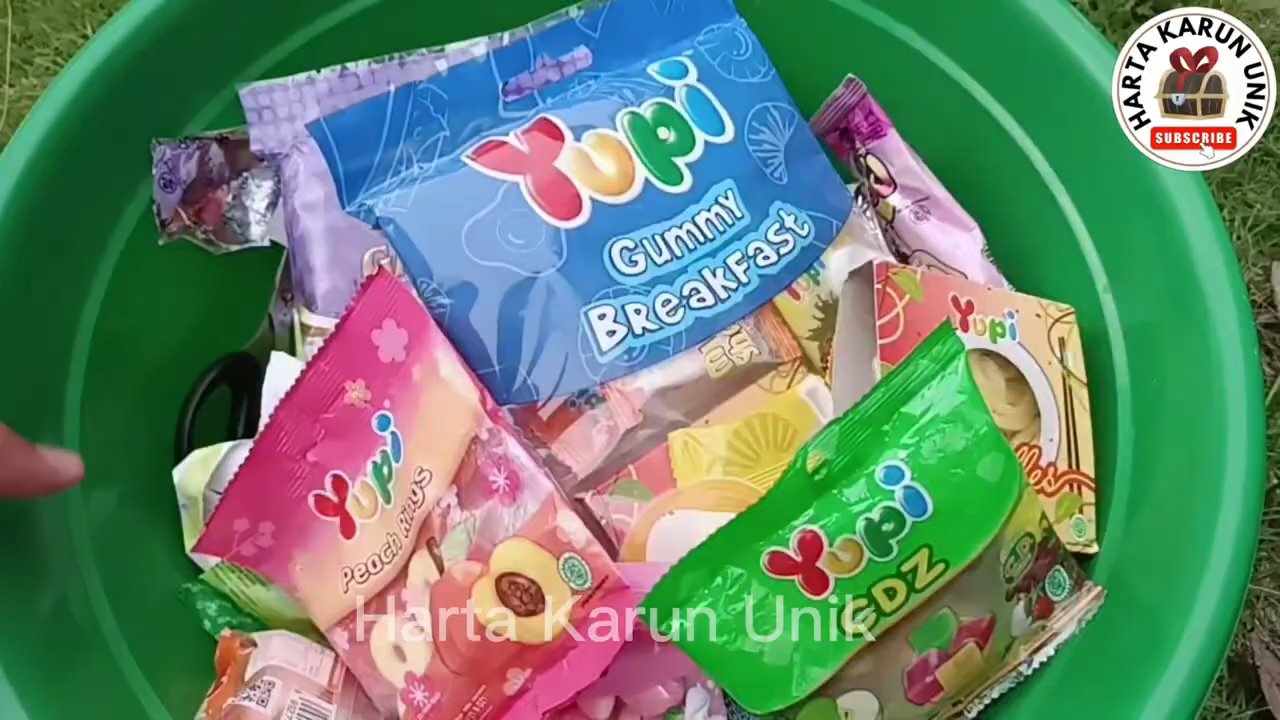 HARTA KARUN UNIK
SUBSCRIBE
Yupi
Gummy
Breakfast
Yupi
Yupi
Peach Rings
Yupi
Harta Karun Unik